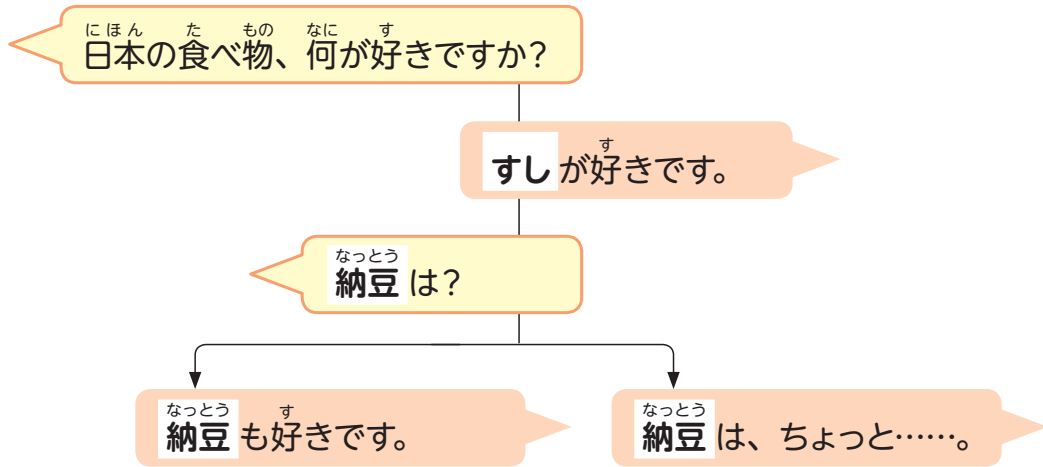 にほん た もの なに す
日本の食べ物、何が好きですか？
す
すしが好きです。
なっとう
納豆は？
なっとう す
納豆も好きです。
なっとう
納豆は、ちょっと……。